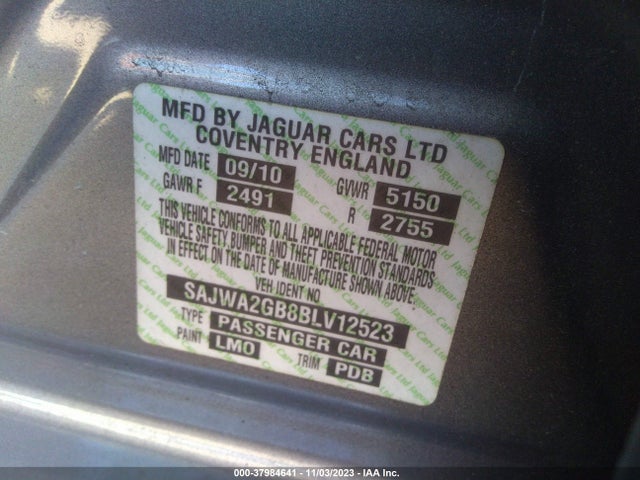 MFD BY JAGUAR CARS LTD
COVENTRY ENGLAND
MFD DATE 09/10 GVWR 5150
GAWR F 2491 R 2755
THIS VEHICLE CONFORMS TO ALL APPLICABLE FEDERAL MOTOR
VEHICLE SAFETY, BUMPER AND THEFT PREVENTION STANDARDS
IN EFFECT ON THE DATE OF MANUFACTURE SHOWN ABOVE.
VEH IDENT NO
SAJWA2GB8BLV12523
TYPE PASSENGER CAR
PAINT LMO TRIM PDB
000-37984641 - 11/03/2023 - IAA Inc.